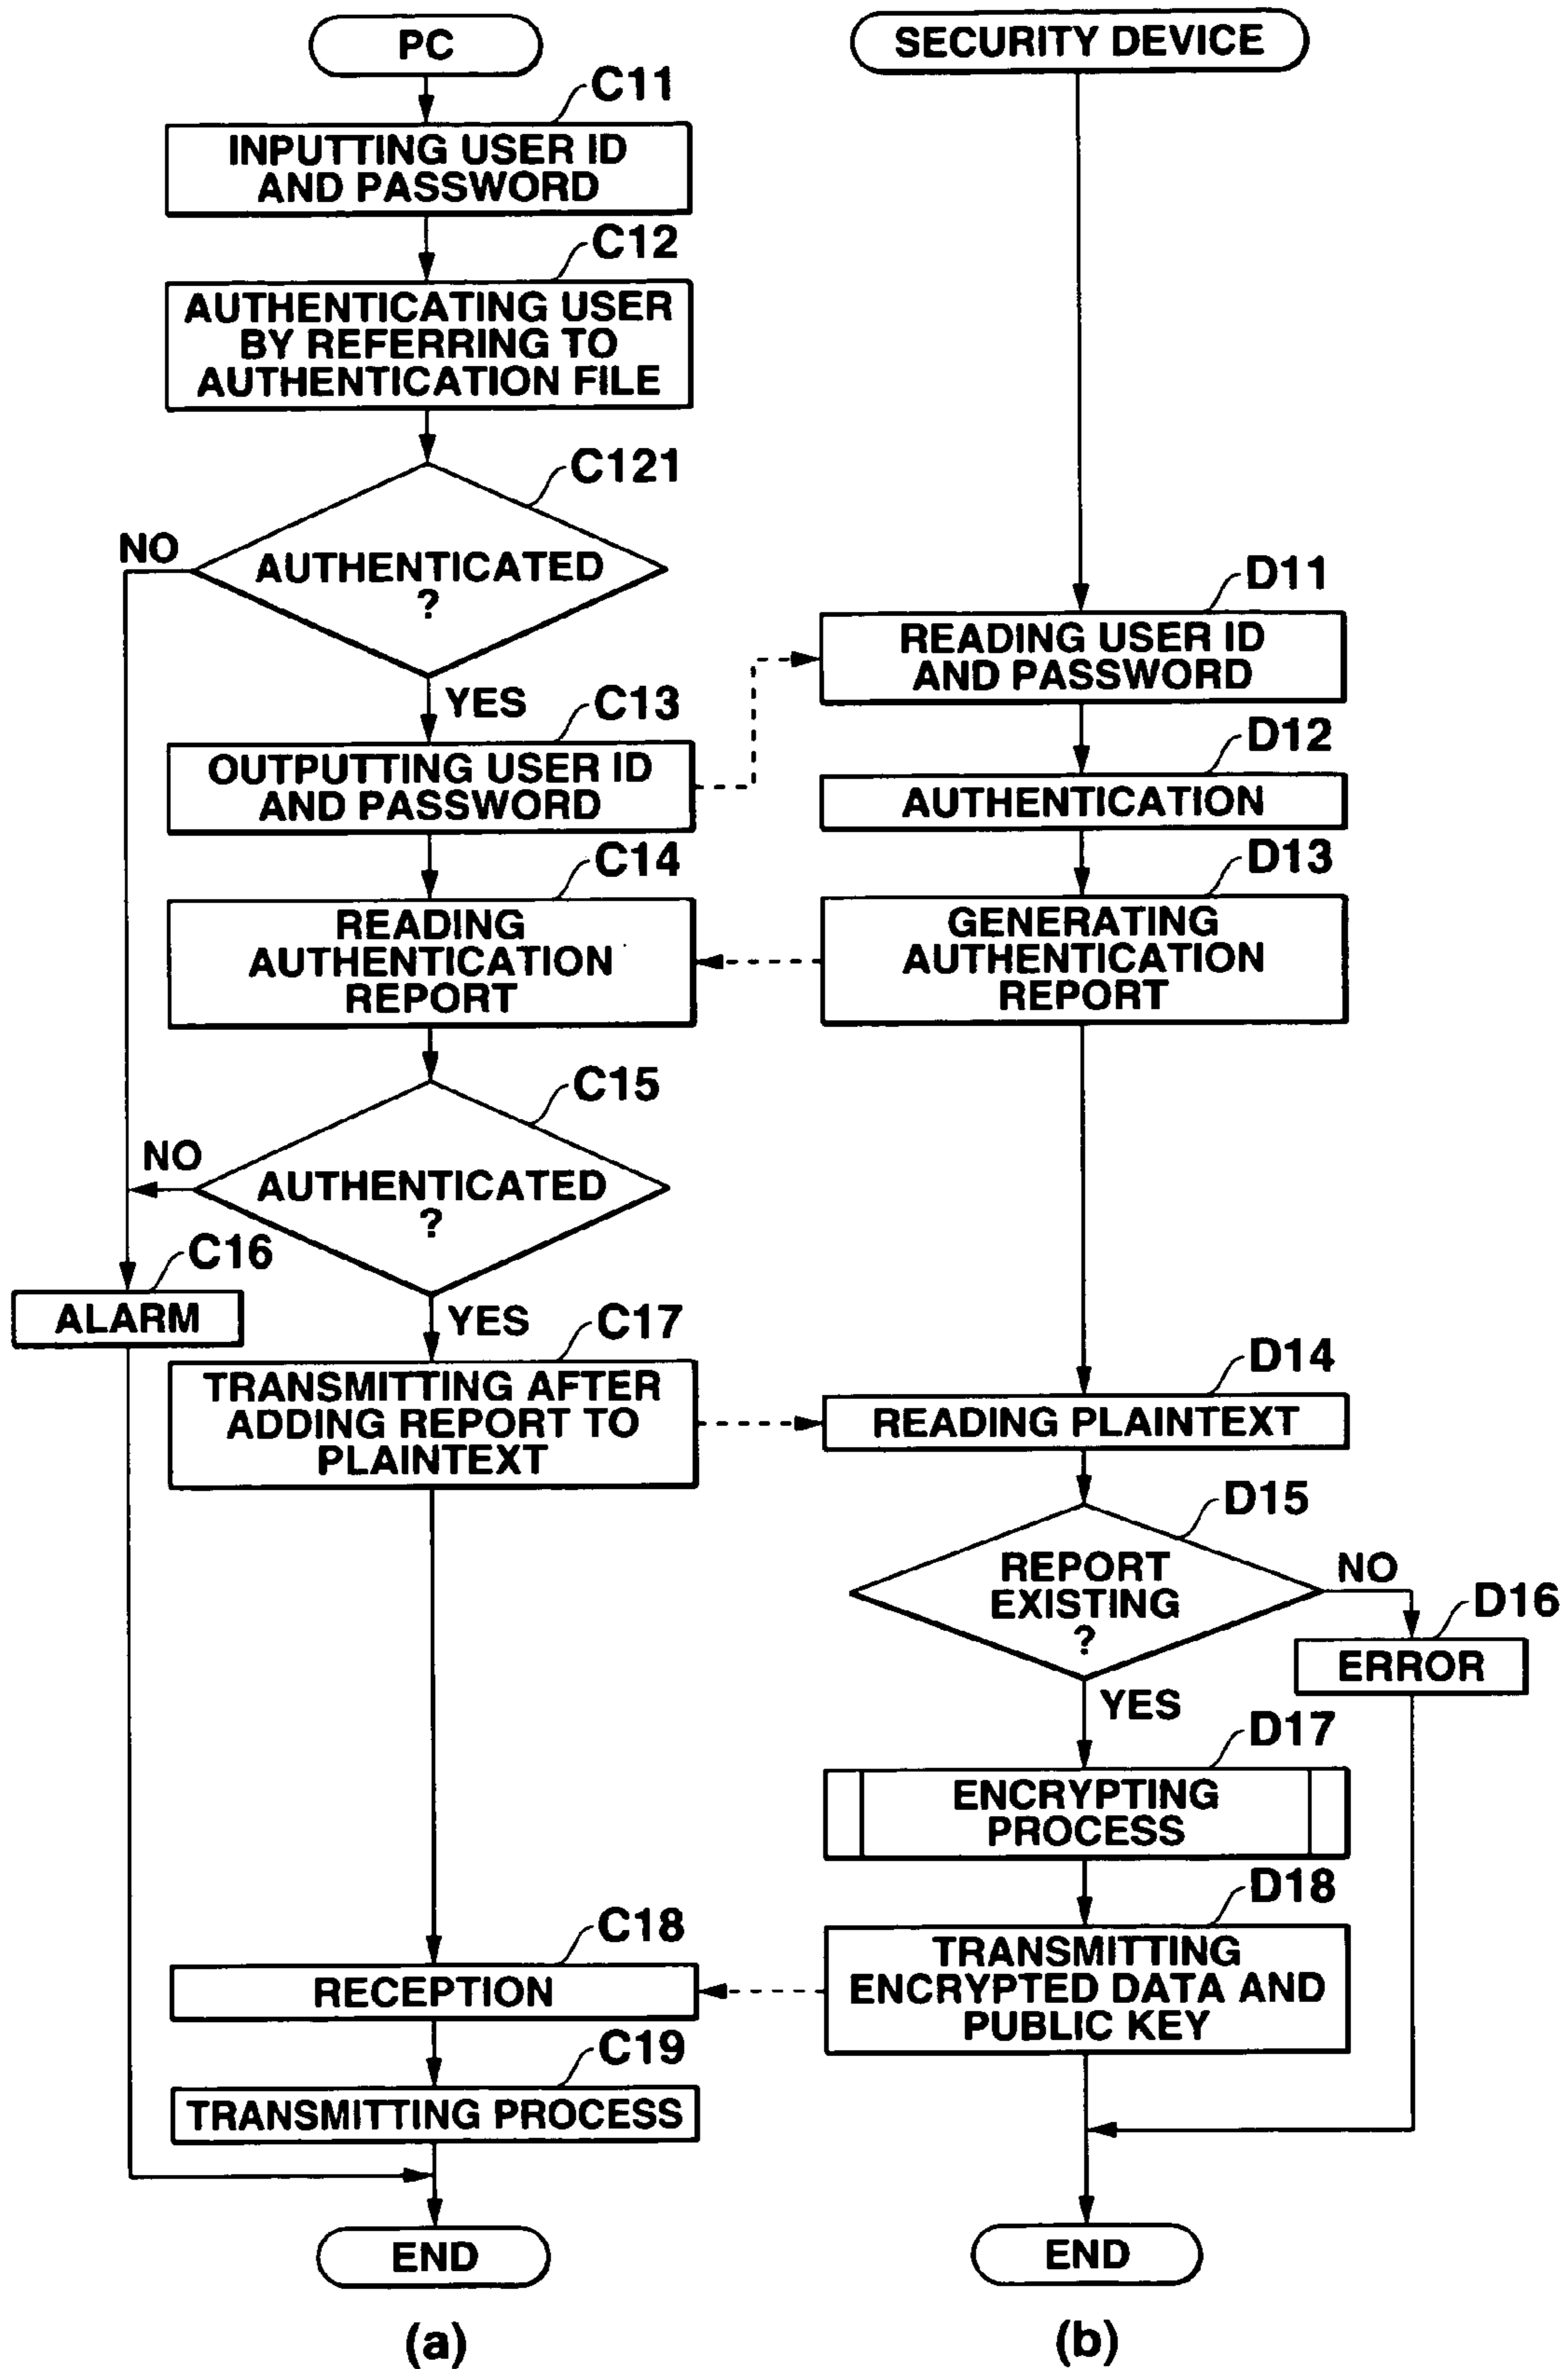 PC
C11
INPUTTING USER ID
AND PASSWORD
C12
AUTHENTICATING USER
BY REFERRING TO
AUTHENTICATION FILE
C121
AUTHENTICATED
?
NO
YES
C13
OUTPUTTING USER ID
AND PASSWORD
C14
READING
AUTHENTICATION
REPORT
C15
AUTHENTICATED
?
NO
C16
ALARM
YES
C17
TRANSMITTING AFTER
ADDING REPORT TO
PLAINTEXT
C18
RECEPTION
C19
TRANSMITTING PROCESS
END
(a)
SECURITY DEVICE
D11
READING USER ID
AND PASSWORD
D12
AUTHENTICATION
D13
GENERATING
AUTHENTICATION
REPORT
D14
READING PLAINTEXT
D15
REPORT
EXISTING
?
NO
D16
ERROR
YES
D17
ENCRYPTING
PROCESS
D18
TRANSMITTING
ENCRYPTED DATA AND
PUBLIC KEY
END
(b)